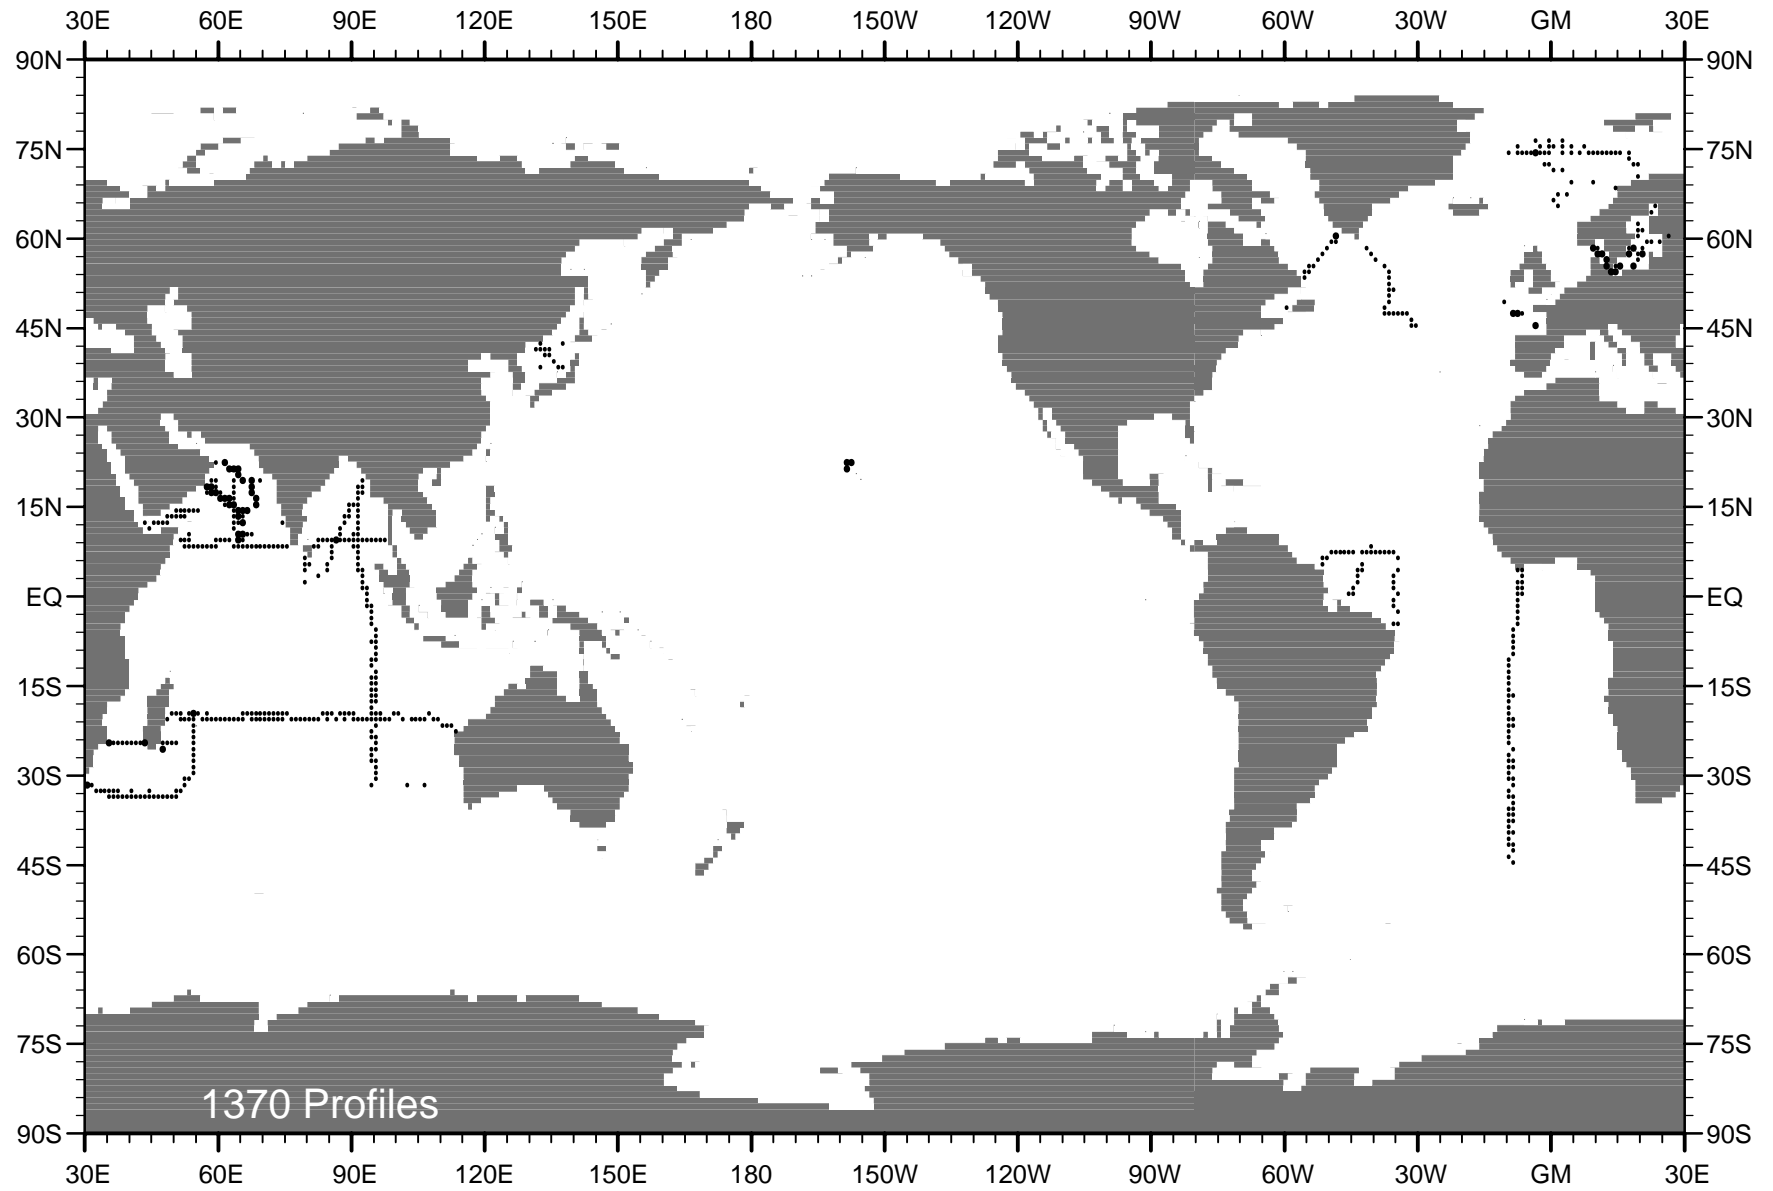 30E 60E 90E 120E 150E 180 150W 120W 90W 60W 30W GM 30E
90N 90N
75N 75N
60N 60N
45N 45N
30N 30N
15N 15N
EQ EQ
15S 15S
30S 30S
45S 45S
60S 60S
75S 75S
1370 Profiles
90S 90S
30E 60E 90E 120E 150E 180 150W 120W 90W 60W 30W GM 30E